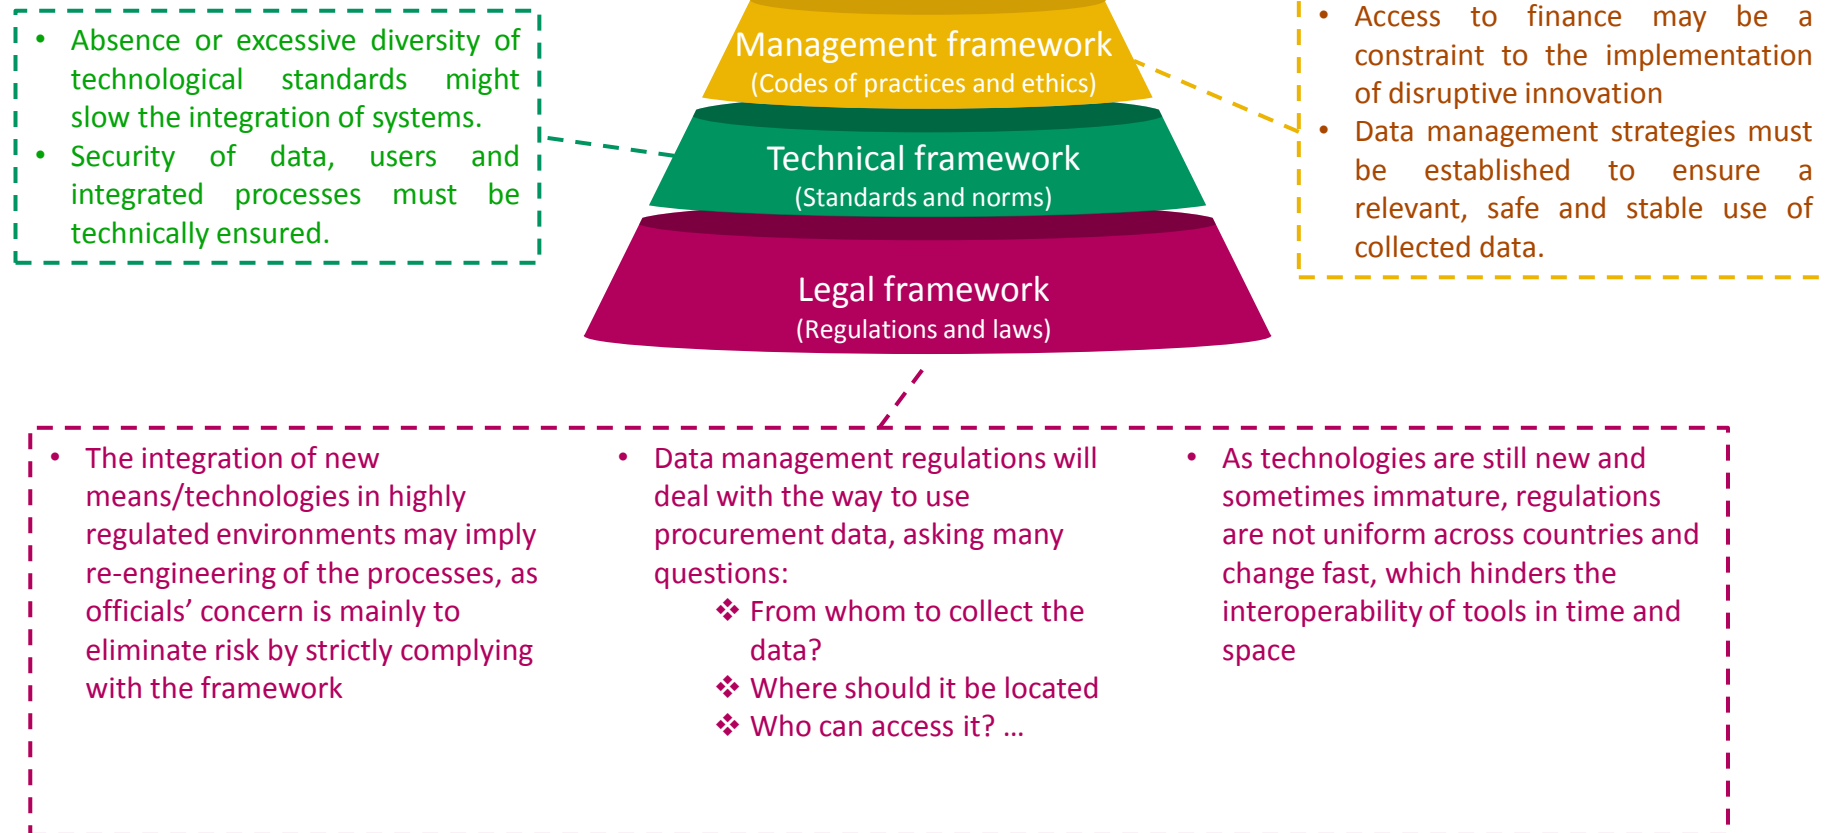 • Absence or excessive diversity of
technological standards might
slow the integration of systems.
• Security of data, users and
integrated processes must be
technically ensured.
Management framework
(Codes of practices and ethics)
Technical framework
(Standards and norms)
Legal framework
(Regulations and laws)
• Access to finance may be a
constraint to the implementation
of disruptive innovation
• Data management strategies must
be established to ensure a
relevant, safe and stable use of
collected data.
• The integration of new
means/technologies in highly
regulated environments may imply
re-engineering of the processes, as
officials’ concern is mainly to
eliminate risk by strictly complying
with the framework
• Data management regulations will
deal with the way to use
procurement data, asking many
questions:
❖ From whom to collect the
data?
❖ Where should it be located
❖ Who can access it? …
• As technologies are still new and
sometimes immature, regulations
are not uniform across countries and
change fast, which hinders the
interoperability of tools in time and
space